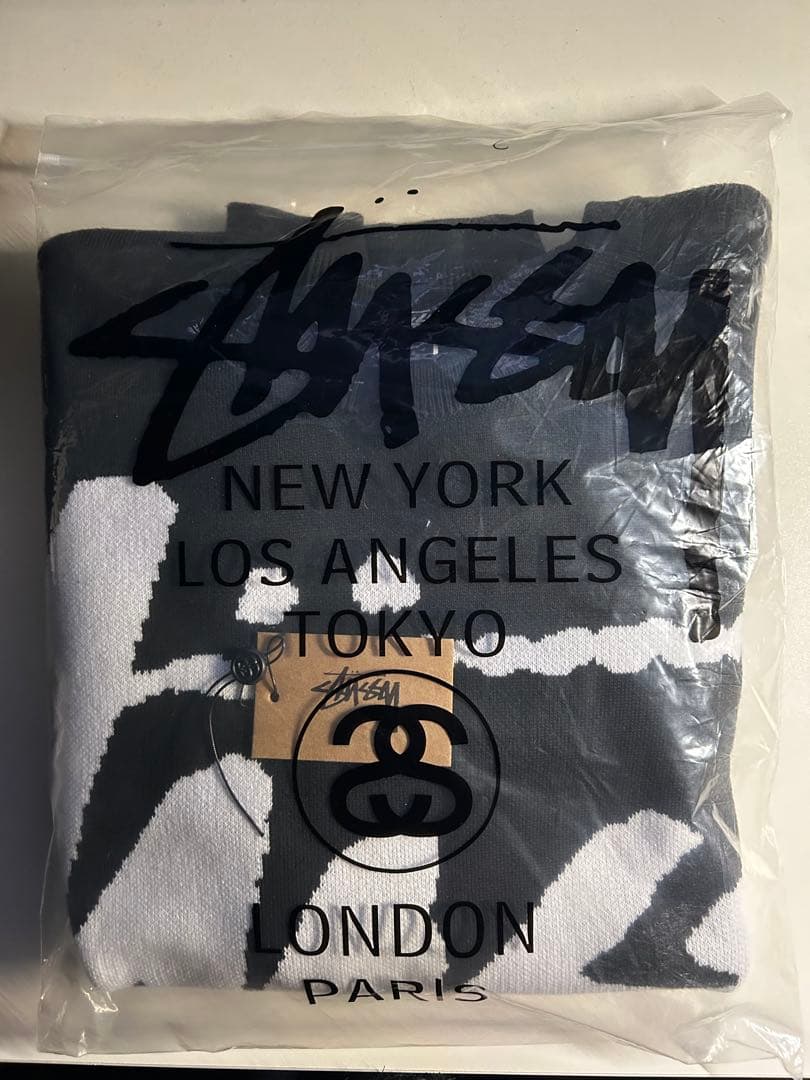 STÜSSY
NEW YORK
LOS ANGELES
TOKYO
STÜSSY
LONDON
PARIS